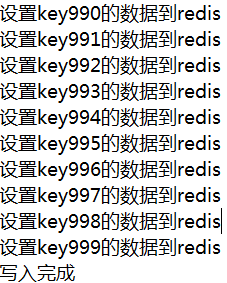 设置key990的数据到redis
设置key991的数据到redis
设置key992的数据到redis
设置key993的数据到redis
设置key994的数据到redis
设置key995的数据到redis
设置key996的数据到redis
设置key997的数据到redis
设置key998的数据到redis
设置key999的数据到redis
写入完成